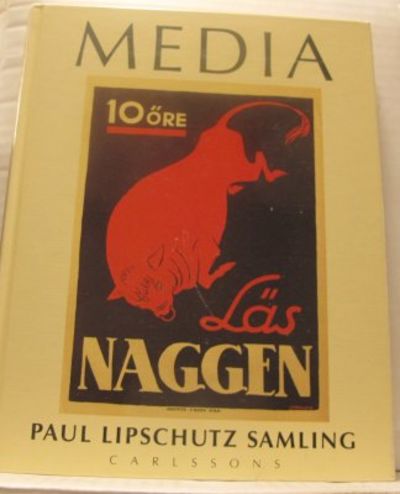 MEDIA
10 ÖRE
Läs
NAGGEN
PAUL LIPSCHUTZ SAMLING
CARLSSONS